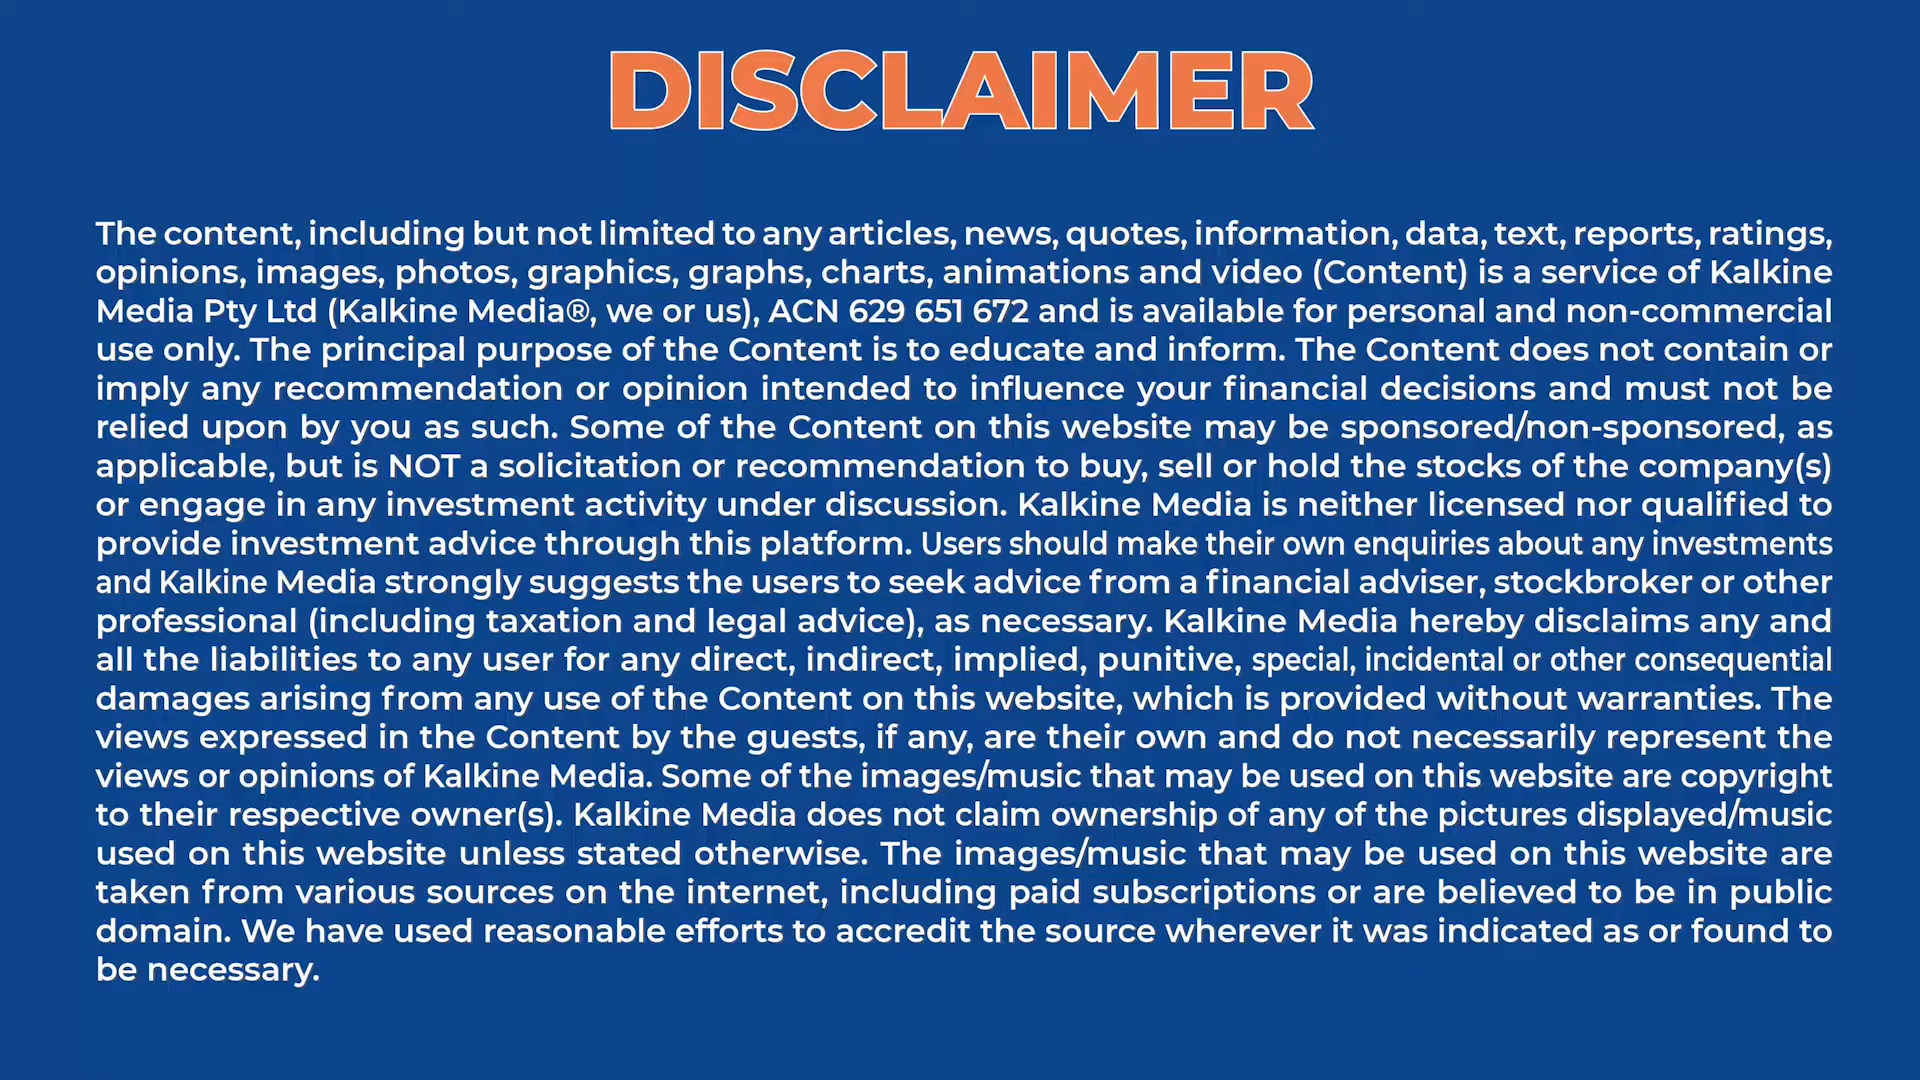 DISCLAIMER
The content, including but not limited to any articles, news, quotes, information, data, text, reports, ratings,
opinions, images, photos, graphics, graphs, charts, animations and video (Content) is a service of Kalkine
Media Pty Ltd (Kalkine Media®, we or us), ACN 629 651 672 and is available for personal and non-commercial
use only. The principal purpose of the Content is to educate and inform. The Content does not contain or
imply any recommendation or opinion intended to influence your financial decisions and must not be
relied upon by you as such. Some of the Content on this website may be sponsored/non-sponsored, as
applicable, but is NOT a solicitation or recommendation to buy, sell or hold the stocks of the company(s)
or engage in any investment activity under discussion. Kalkine Media is neither licensed nor qualified to
provide investment advice through this platform. Users should make their own enquiries about any investments
and Kalkine Media strongly suggests the users to seek advice from a financial adviser, stockbroker or other
professional (including taxation and legal advice), as necessary. Kalkine Media hereby disclaims any and
all the liabilities to any user for any direct, indirect, implied, punitive, special, incidental or other consequential
damages arising from any use of the Content on this website, which is provided without warranties. The
views expressed in the Content by the guests, if any, are their own and do not necessarily represent the
views or opinions of Kalkine Media. Some of the images/music that may be used on this website are copyright
to their respective owner(s). Kalkine Media does not claim ownership of any of the pictures displayed/music
used on this website unless stated otherwise. The images/music that may be used on this website are
taken from various sources on the internet, including paid subscriptions or are believed to be in public
domain. We have used reasonable efforts to accredit the source wherever it was indicated as or found to
be necessary.